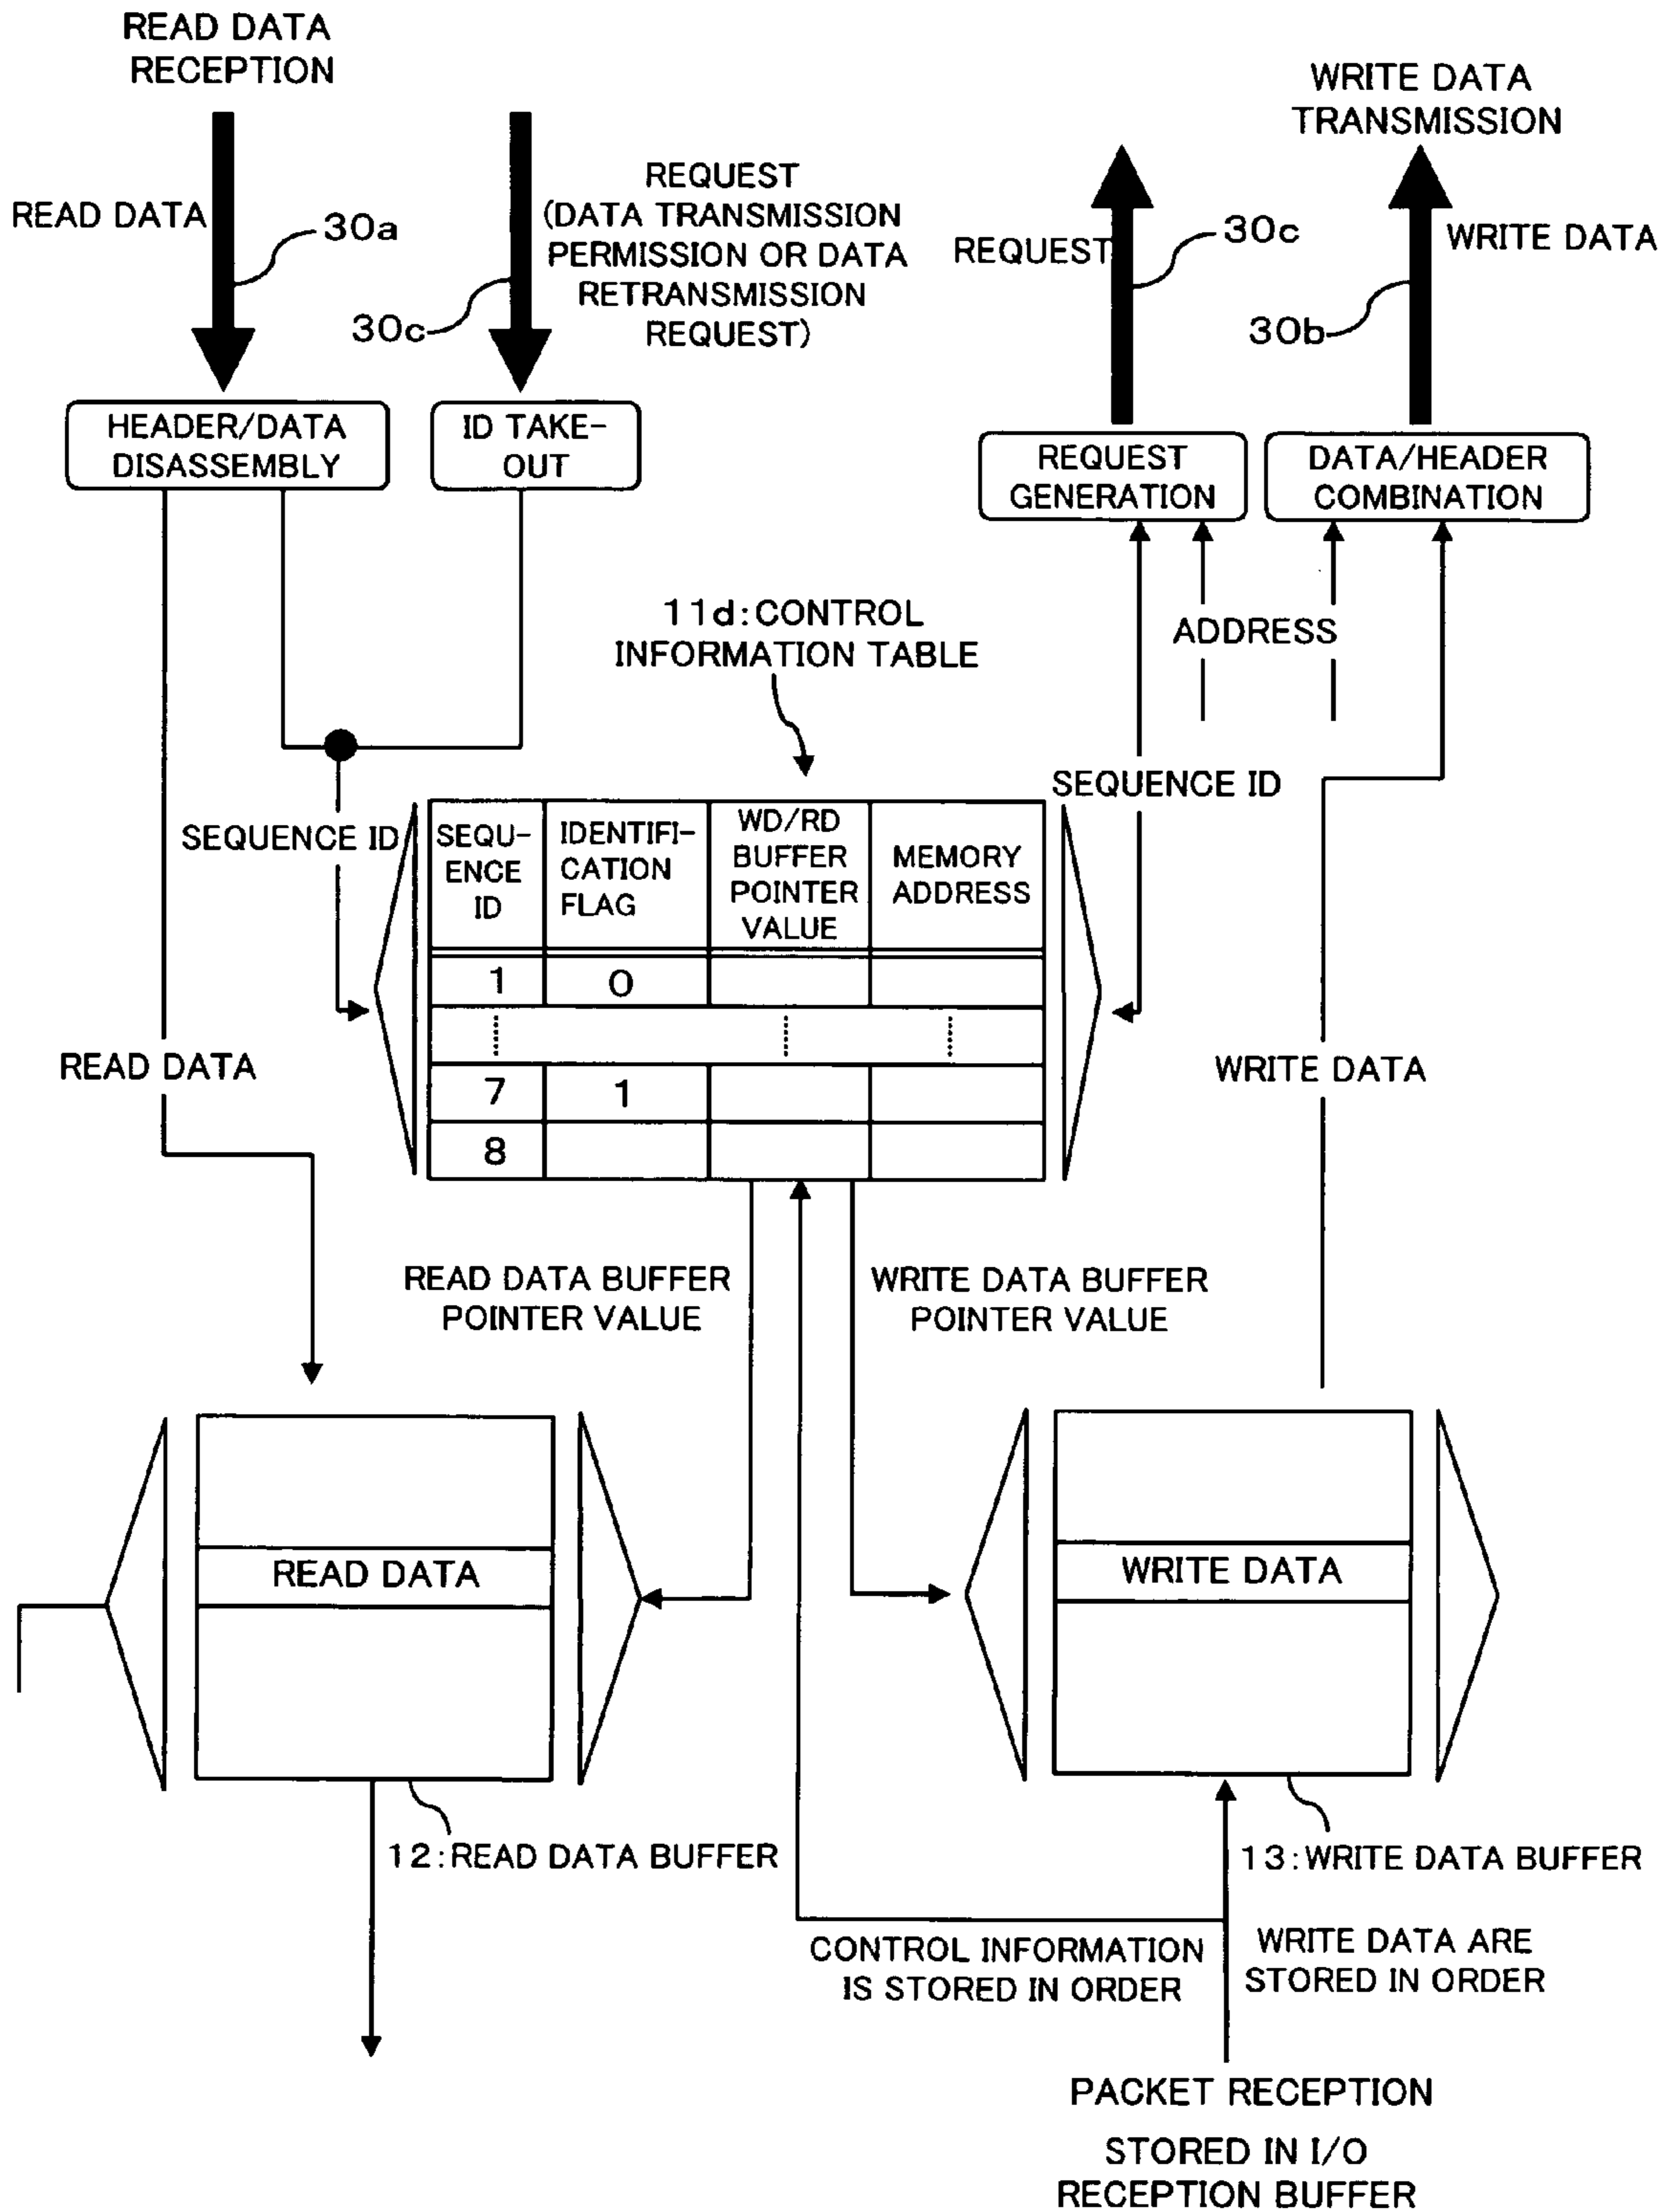 READ DATA
RECEPTION
WRITE DATA
TRANSMISSION
READ DATA
30a
REQUEST
(DATA TRANSMISSION
PERMISSION OR DATA
RETRANSMISSION
REQUEST)
30c
REQUEST
30c
WRITE DATA
30b
HEADER/DATA
DISASSEMBLY
ID TAKE-
OUT
REQUEST
GENERATION
DATA/HEADER
COMBINATION
11d:CONTROL
INFORMATION TABLE
ADDRESS
SEQUENCE ID
SEQUENCE ID
SEQU-
ENCE
ID
IDENTIFI-
CATION
FLAG
WD/RD
BUFFER
POINTER
VALUE
MEMORY
ADDRESS
1 0
7 1
8
READ DATA
WRITE DATA
READ DATA BUFFER
POINTER VALUE
WRITE DATA BUFFER
POINTER VALUE
READ DATA
WRITE DATA
12:READ DATA BUFFER
13:WRITE DATA BUFFER
CONTROL INFORMATION
IS STORED IN ORDER
WRITE DATA ARE
STORED IN ORDER
PACKET RECEPTION
STORED IN I/O
RECEPTION BUFFER